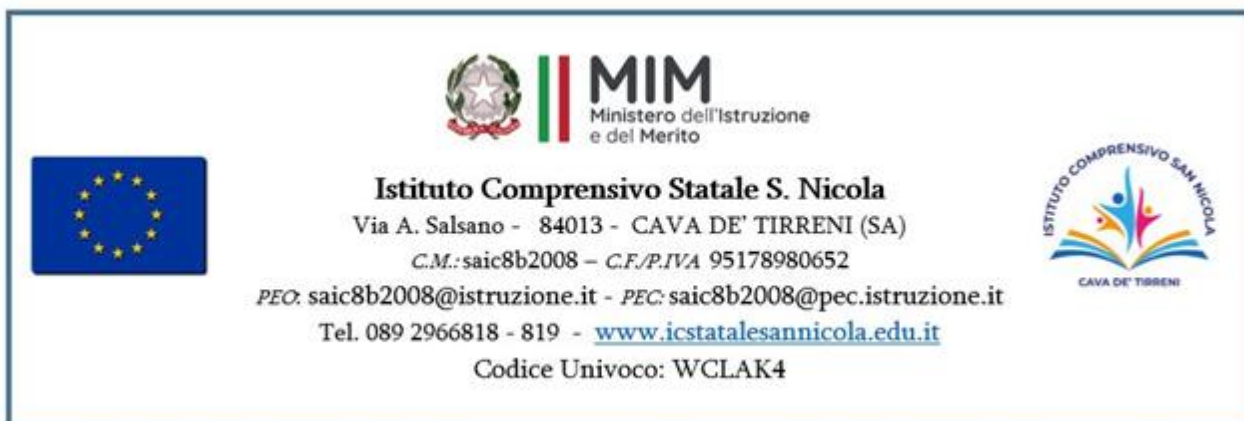 MIM
Ministero dell'Istruzione
e del Merito
Istituto Comprensivo Statale S. Nicola
Via A. Salsano - 84013 - CAVA DE' TIRRENI (SA)
C.M.: saic8b2008 – C.F./P.IVA 95178980652
PEO: saic8b2008@istruzione.it - PEC: saic8b2008@pec.istruzione.it
Tel. 089 2966818 - 819 - www.icstatalesannicola.edu.it
Codice Univoco: WCLAK4
ISTITUTO COMPRENSIVO SAN NICOLA
CAVA DE' TIRRENI